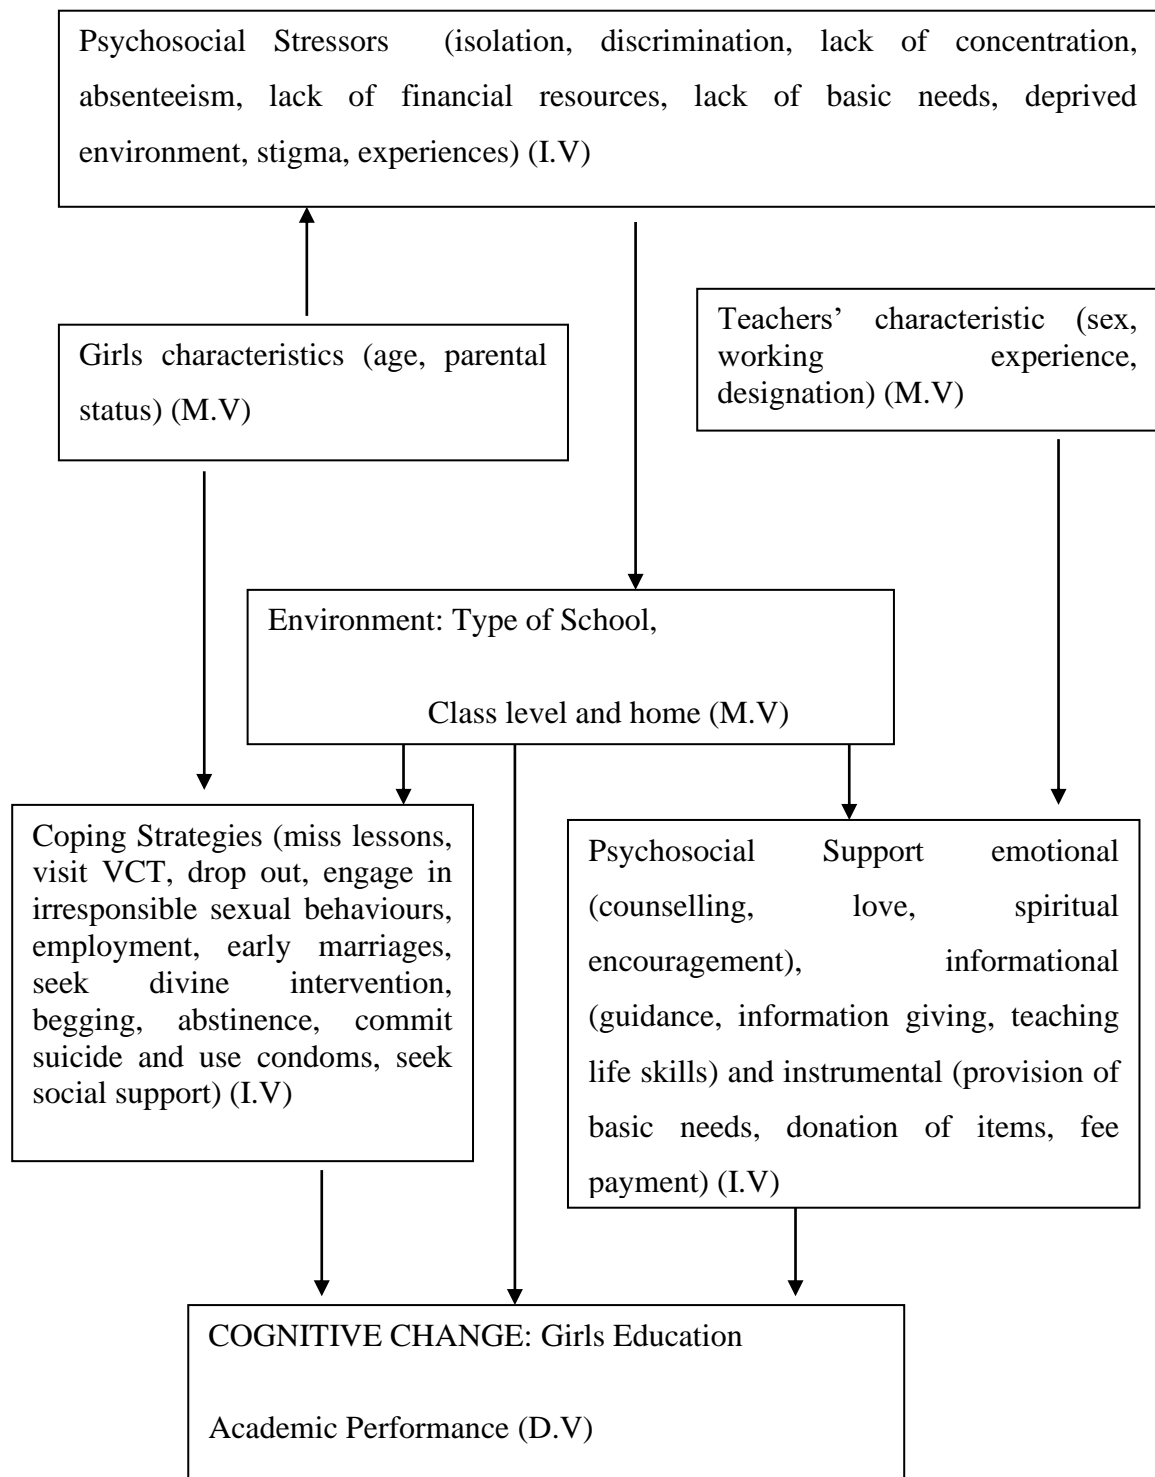 Psychosocial Stressors (isolation, discrimination, lack of concentration,
absenteeism, lack of financial resources, lack of basic needs, deprived
environment, stigma, experiences) (I.V)
Girls characteristics (age, parental
status) (M.V)
Teachers’ characteristic (sex,
working experience,
designation) (M.V)
Environment: Type of School,
Class level and home (M.V)
Coping Strategies (miss lessons,
visit VCT, drop out, engage in
irresponsible sexual behaviours,
employment, early marriages,
seek divine intervention,
begging, abstinence, commit
suicide and use condoms, seek
social support) (I.V)
Psychosocial Support emotional
(counselling, love, spiritual
encouragement), informational
(guidance, information giving, teaching
life skills) and instrumental (provision of
basic needs, donation of items, fee
payment) (I.V)
COGNITIVE CHANGE: Girls Education
Academic Performance (D.V)